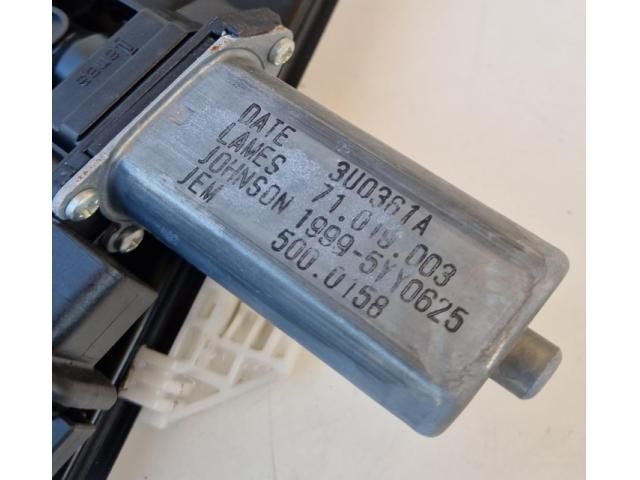 DATE 3U0361A
LAMES 71.019.003
JOHNSON 1999-5YY0625
JEM 500.0158